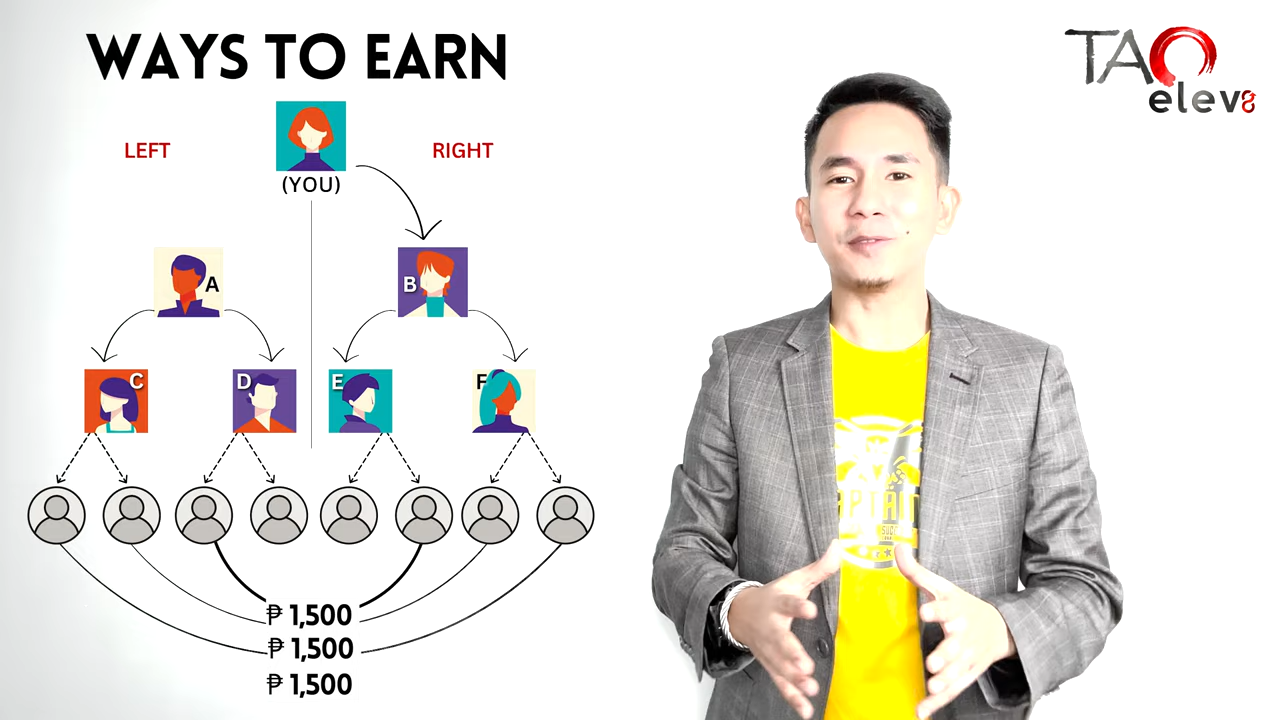 WAYS TO EARN
TAO
elev8
LEFT
RIGHT
(YOU)
A
B
C
D
E
F
₱ 1,500
₱ 1,500
₱ 1,500